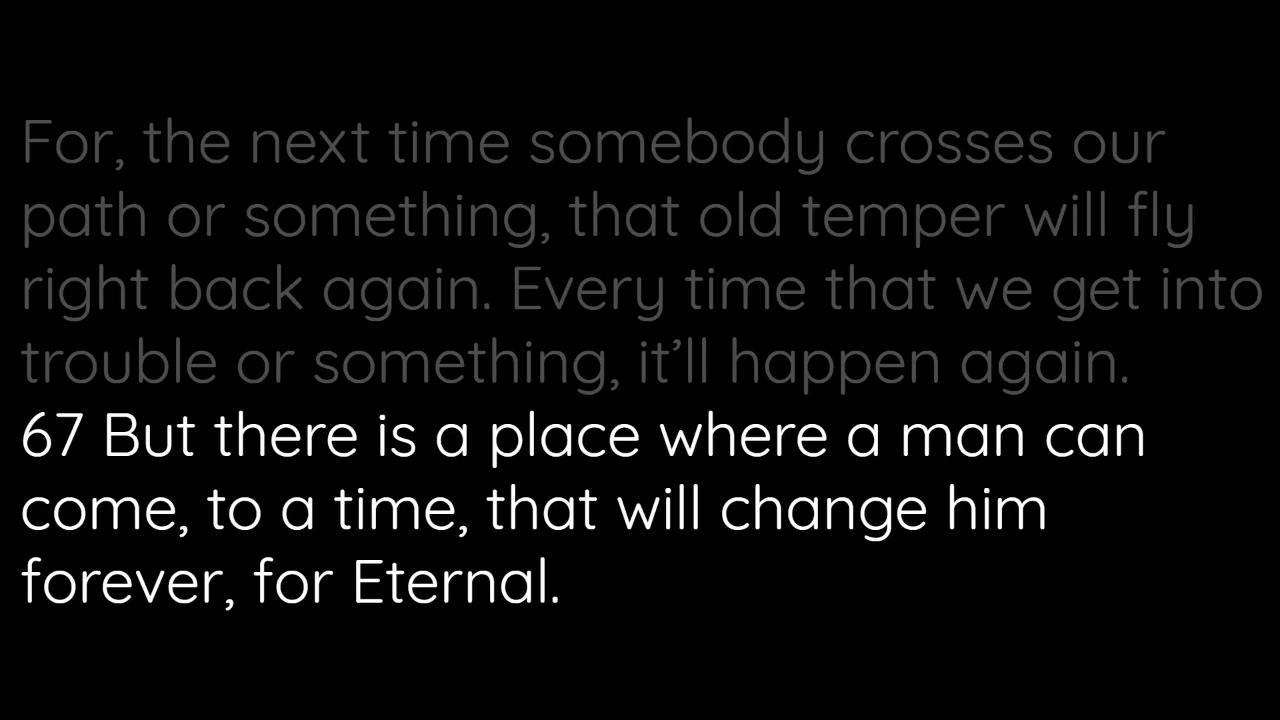 For, the next time somebody crosses our
path or something, that old temper will fly
right back again. Every time that we get into
trouble or something, it’ll happen again.
67 But there is a place where a man can
come, to a time, that will change him
forever, for Eternal.